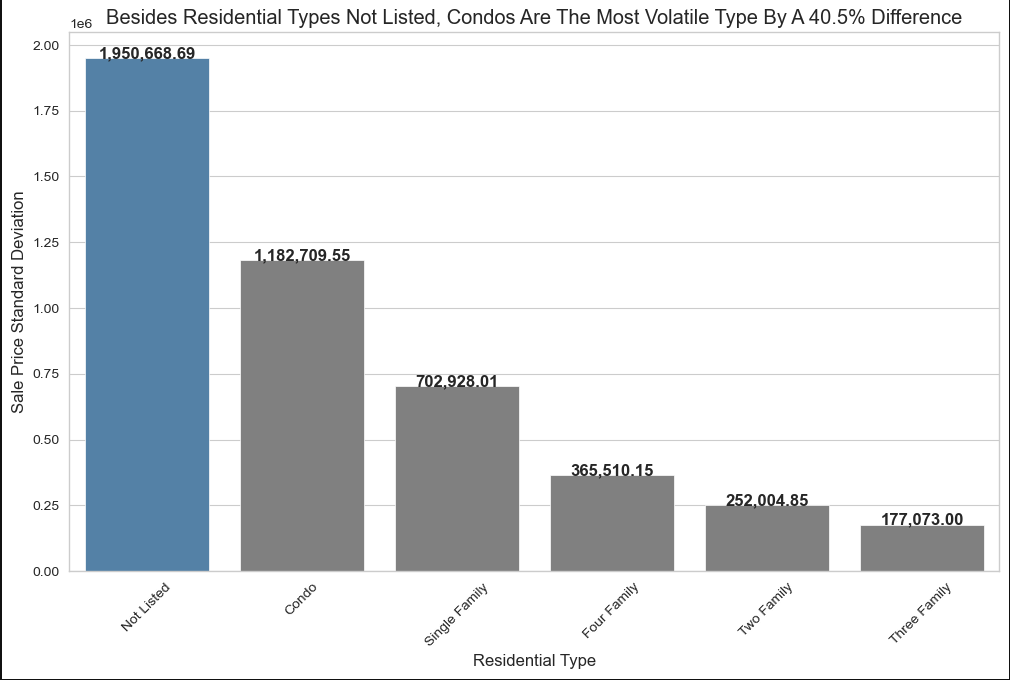 Besides Residential Types Not Listed, Condos Are The Most Volatile Type By A 40.5% Difference
1e6
2.00
1.75
1.50
1.25
1.00
0.75
0.50
0.25
0.00
Sale Price Standard Deviation
1,950,668.69
1,182,709.55
702,928.01
365,510.15
252,004.85
177,073.00
Not Listed
Condo
Single Family
Four Family
Two Family
Three Family
Residential Type